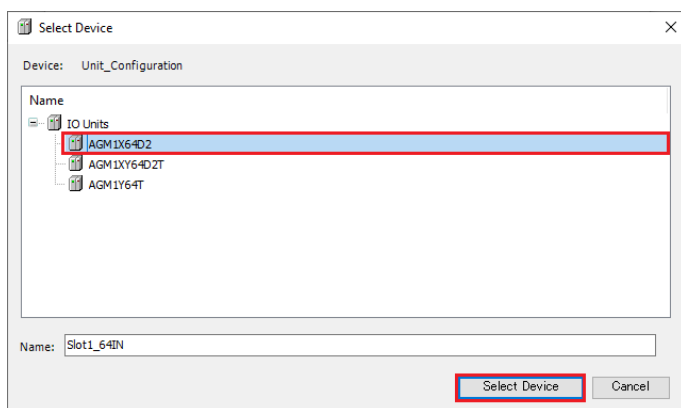 Select Device
Device: Unit_Configuration
Name
IO Units
AGM1X64D2
AGM1XY64D2T
AGM1Y64T
Name: Slot1_64IN
Select Device Cancel